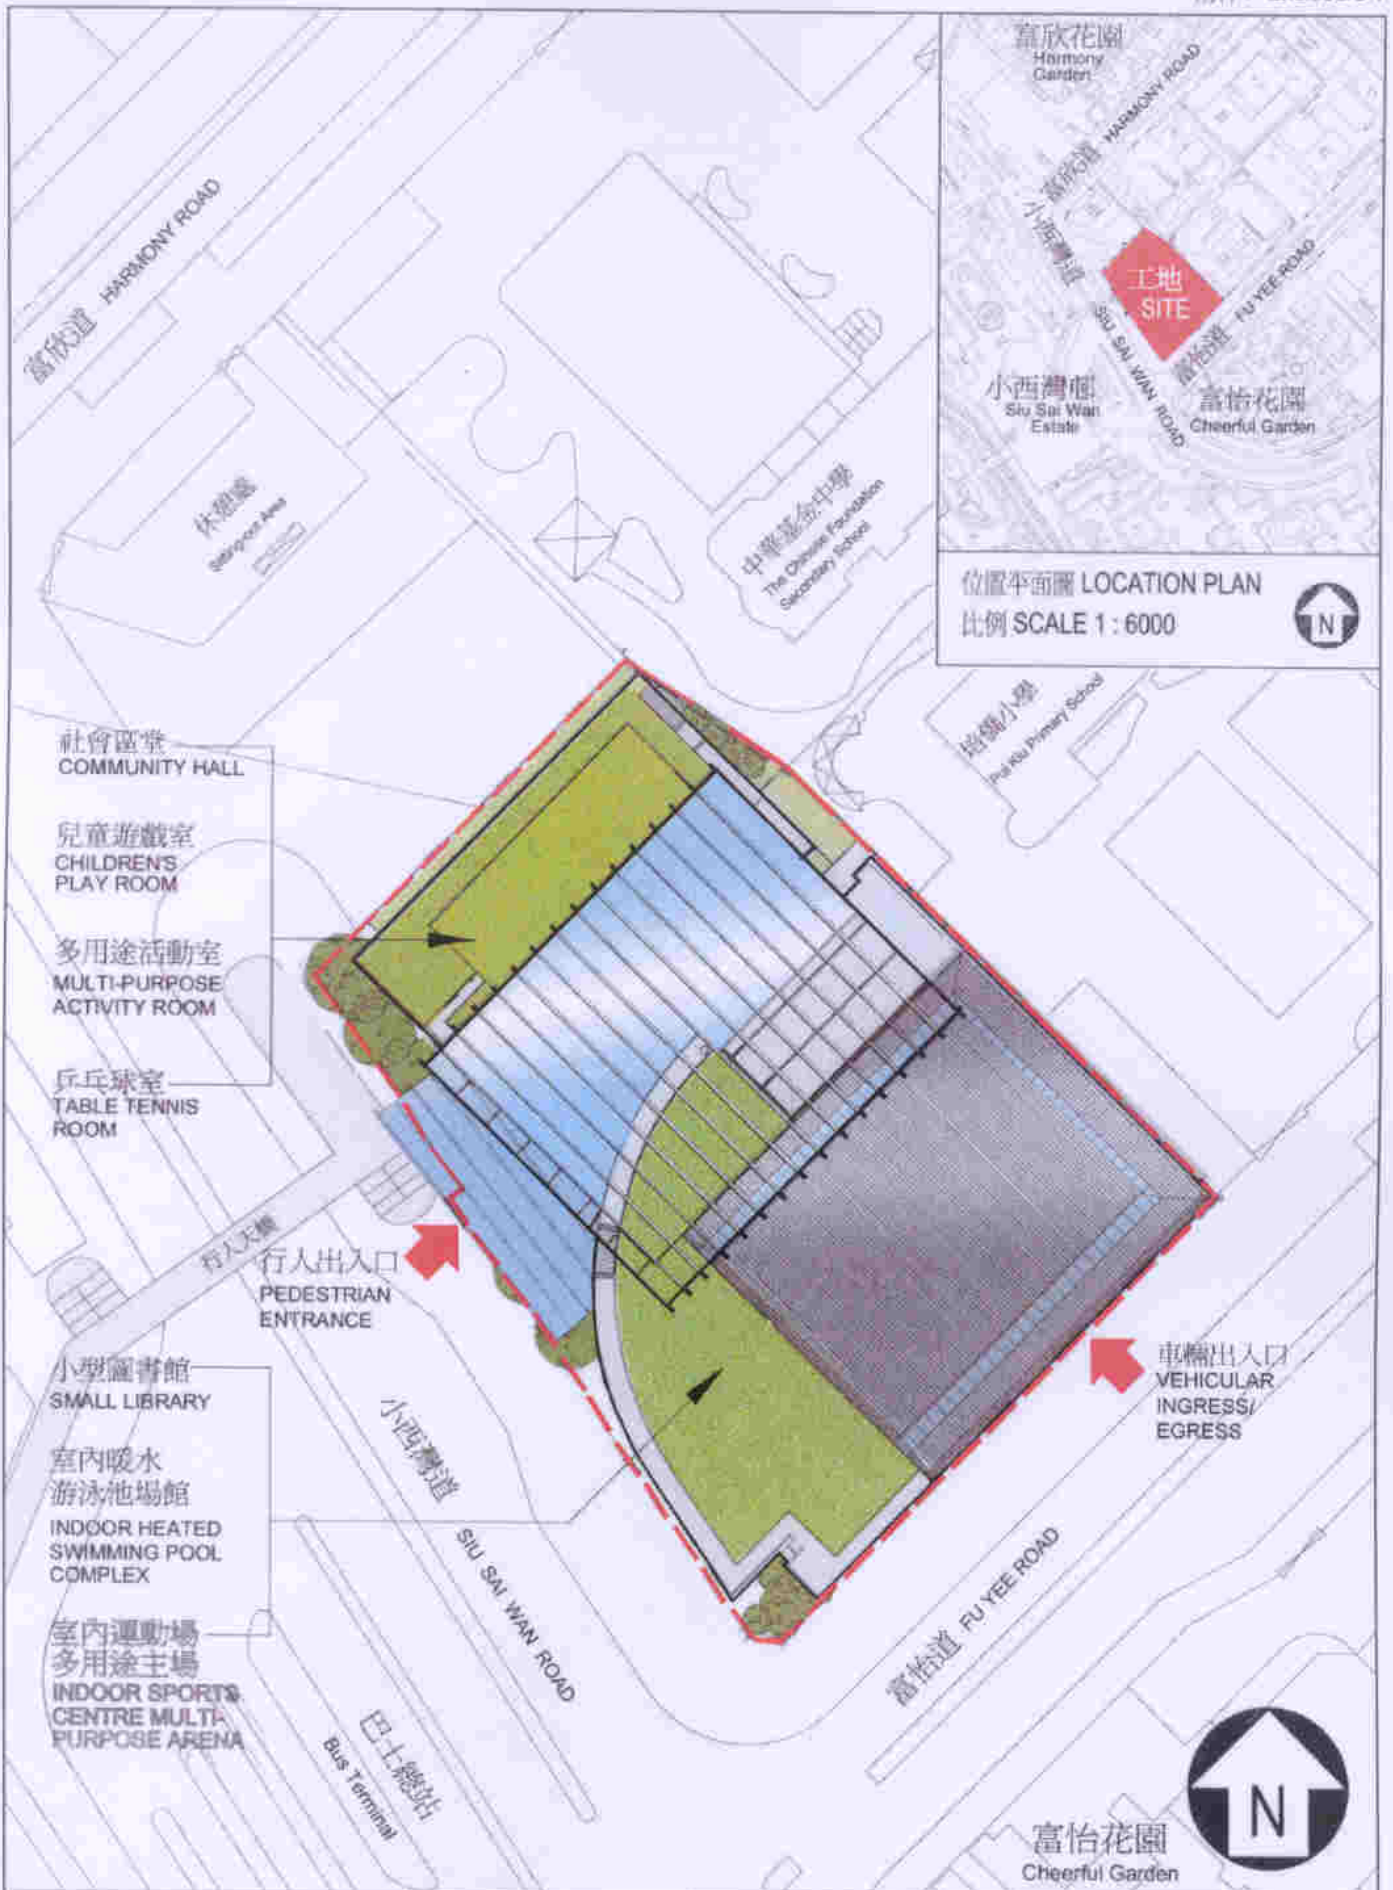 富欣花園
Harmony
Garden
富欣道 HARMONY ROAD
小西灣道
SIU SAI WAN ROAD
工地
SITE
富怡道 FU YEE ROAD
小西灣邨
Siu Sai Wan
Estate
富怡花園
Cheerful Garden
位置平面圖 LOCATION PLAN
比例 SCALE 1 : 6000
N
富欣道 HARMONY ROAD
休憩處
Sitting-out Area
中華基金中學
The Chinese Foundation
Secondary School
培僑小學
Pui Kiu Primary School
社會區堂
COMMUNITY HALL
兒童遊戲室
CHILDREN'S
PLAY ROOM
多用途活動室
MULTI-PURPOSE
ACTIVITY ROOM
乒乓球室
TABLE TENNIS
ROOM
行人天橋
行人出入口
PEDESTRIAN
ENTRANCE
小型圖書館
SMALL LIBRARY
室內暖水
游泳池場館
INDOOR HEATED
SWIMMING POOL
COMPLEX
室內運動場
多用途主場
INDOOR SPORTS
CENTRE MULTI-
PURPOSE ARENA
車輛出入口
VEHICULAR
INGRESS/
EGRESS
小西灣道
SIU SAI WAN ROAD
富怡道 FU YEE ROAD
巴士總站
Bus Terminal
富怡花園
Cheerful Garden
N